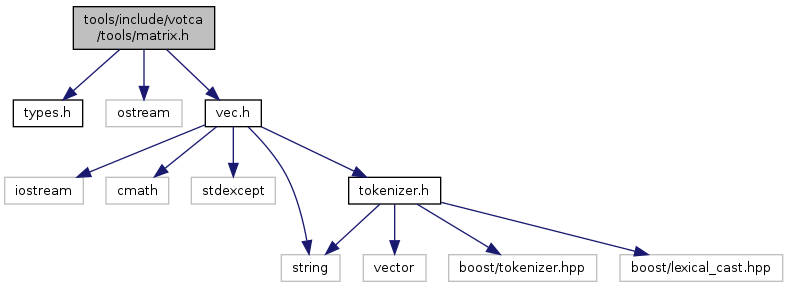 tools/include/votca
/tools/matrix.h
types.h
ostream
vec.h
iostream
cmath
stdexcept
tokenizer.h
string
vector
boost/tokenizer.hpp
boost/lexical_cast.hpp